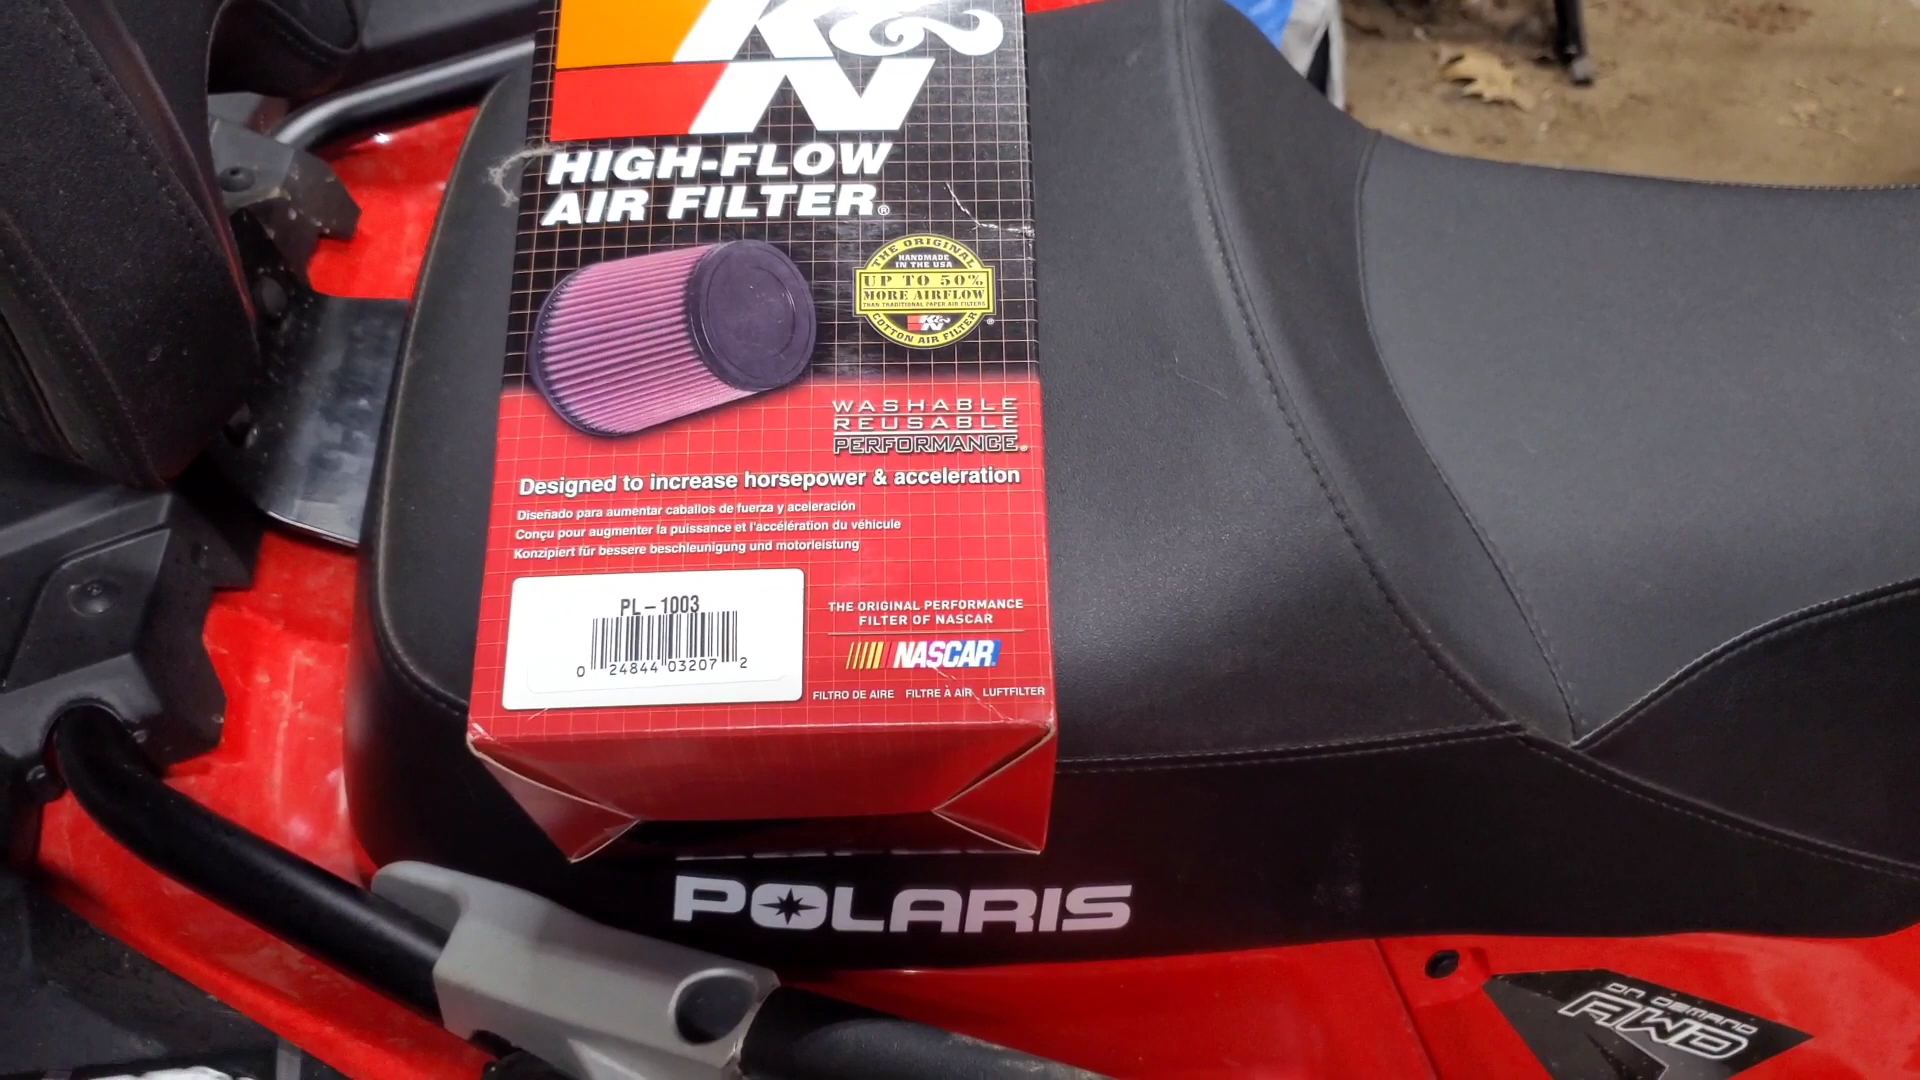 K&N
HIGH-FLOW
AIR FILTER®
THE ORIGINAL
HANDMADE
IN THE USA
UP TO 50%
MORE AIRFLOW
THAN TRADITIONAL PAPER AIR FILTERS
K&N®
COTTON AIR FILTER
WASHABLE
REUSABLE
PERFORMANCE®
Designed to increase horsepower & acceleration
Diseñado para aumentar caballos de fuerza y aceleración
Conçu pour augmenter la puissance et l'accélération du véhicule
Konzipiert für bessere beschleunigung und motorleistung
PL-1003
0 24844 03207 2
THE ORIGINAL PERFORMANCE
FILTER OF NASCAR
NASCAR
FILTRO DE AIRE FILTRE À AIR LUFTFILTER
POLARIS
ON DEMAND
AWD